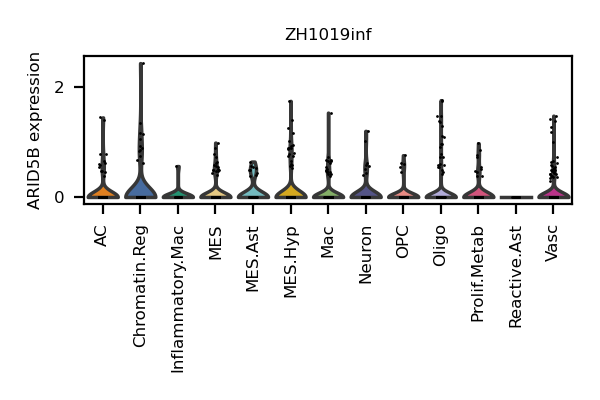 ZH1019inf
ARID5B expression
2
0
AC
Chromatin.Reg
Inflammatory.Mac
MES
MES.Ast
MES.Hyp
Mac
Neuron
OPC
Oligo
Prolif.Metab
Reactive.Ast
Vasc